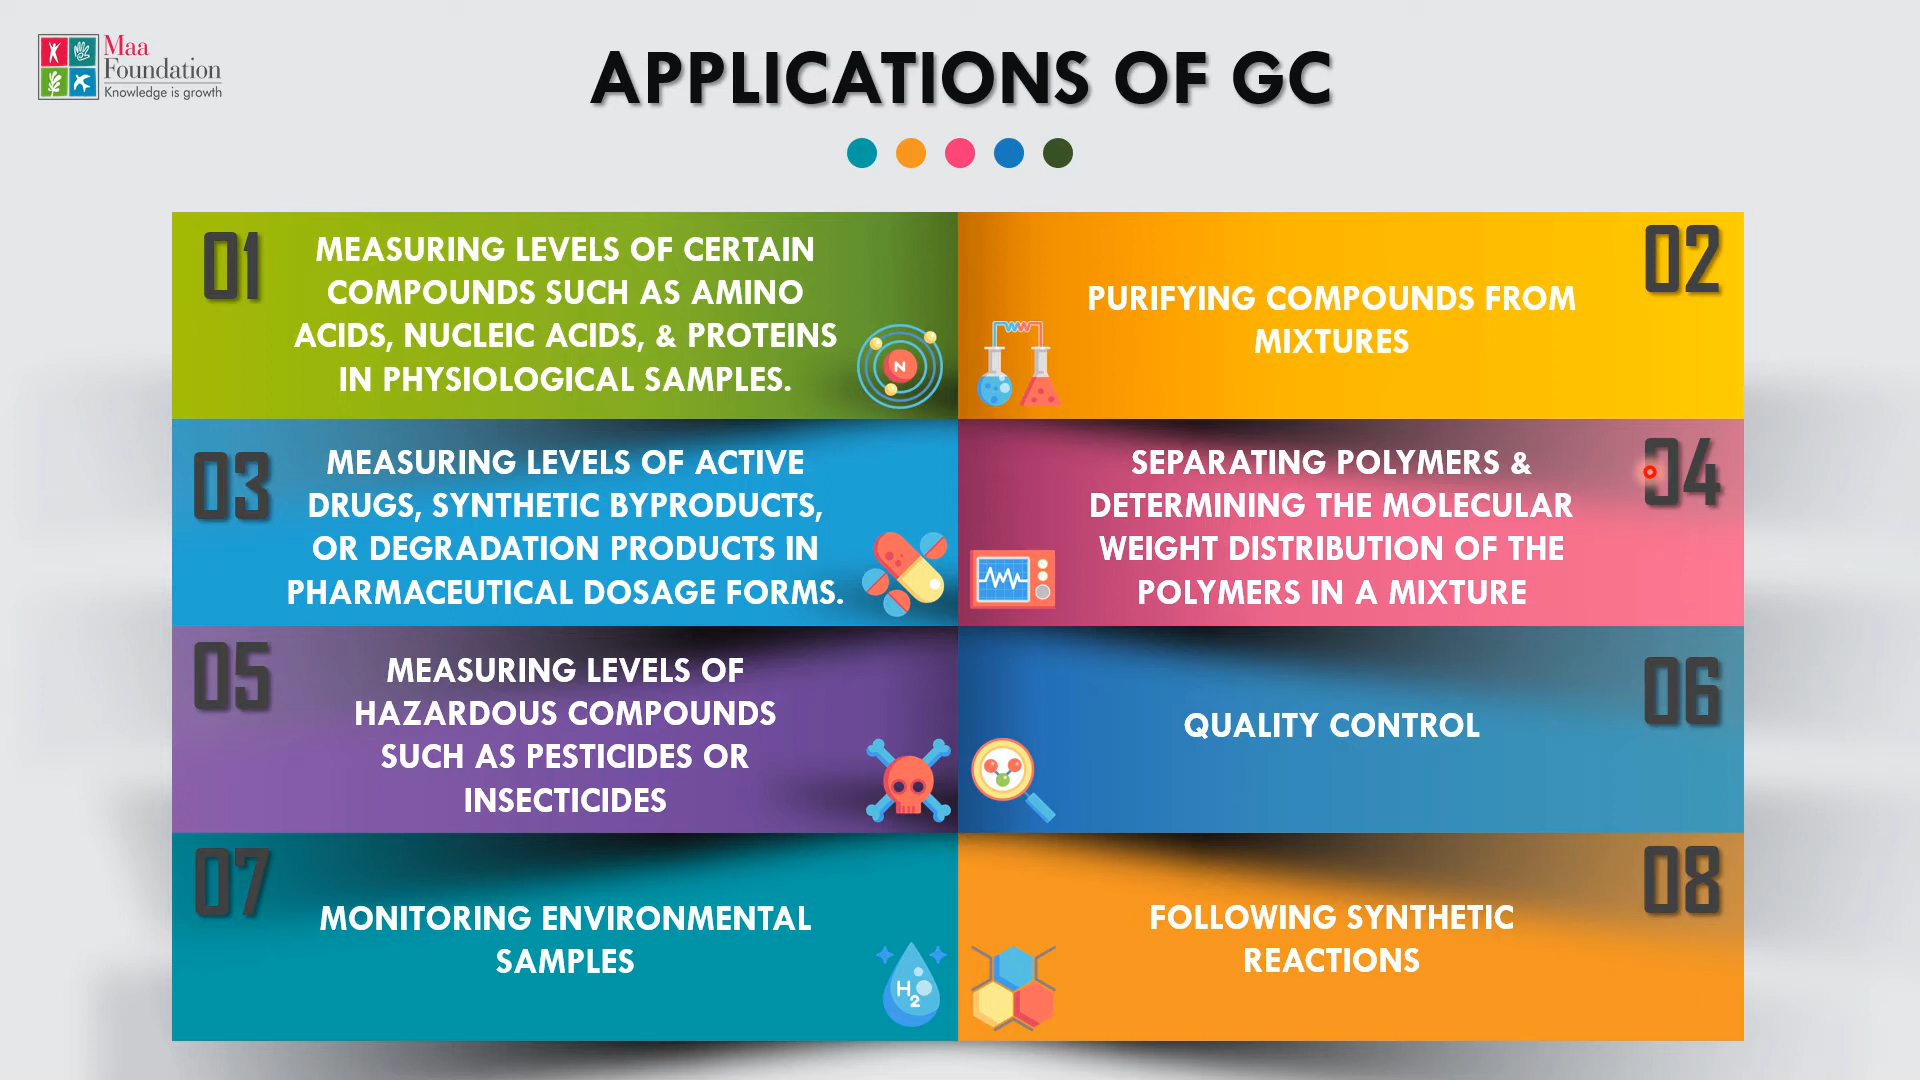 Maa
Foundation
Knowledge is growth
APPLICATIONS OF GC
01
MEASURING LEVELS OF CERTAIN
COMPOUNDS SUCH AS AMINO
ACIDS, NUCLEIC ACIDS, & PROTEINS
IN PHYSIOLOGICAL SAMPLES.
N
02
PURIFYING COMPOUNDS FROM
MIXTURES
03
MEASURING LEVELS OF ACTIVE
DRUGS, SYNTHETIC BYPRODUCTS,
OR DEGRADATION PRODUCTS IN
PHARMACEUTICAL DOSAGE FORMS.
04
SEPARATING POLYMERS &
DETERMINING THE MOLECULAR
WEIGHT DISTRIBUTION OF THE
POLYMERS IN A MIXTURE
05
MEASURING LEVELS OF
HAZARDOUS COMPOUNDS
SUCH AS PESTICIDES OR
INSECTICIDES
06
QUALITY CONTROL
07
MONITORING ENVIRONMENTAL
SAMPLES
H2
08
FOLLOWING SYNTHETIC
REACTIONS